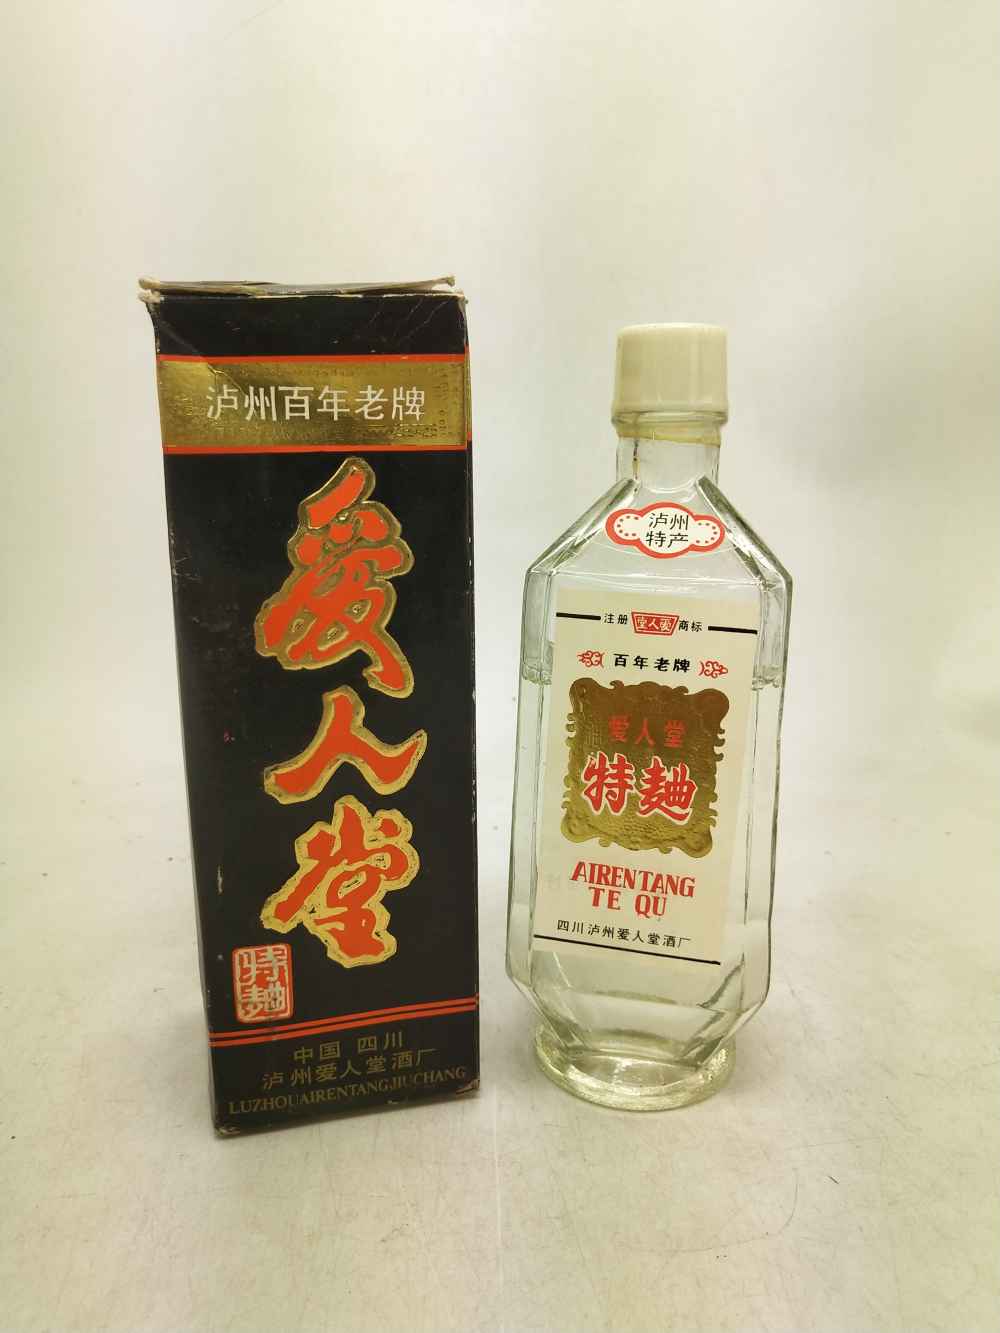 泸州百年老牌
爱人堂
特麯
中国 四川
泸州爱人堂酒厂
LUZHOUAIRENTANGJIUCHANG
泸州
特产
注册 堂人爱 商标
百年老牌
爱人堂
特麯
AIRENTANG
TE QU
四川泸州爱人堂酒厂